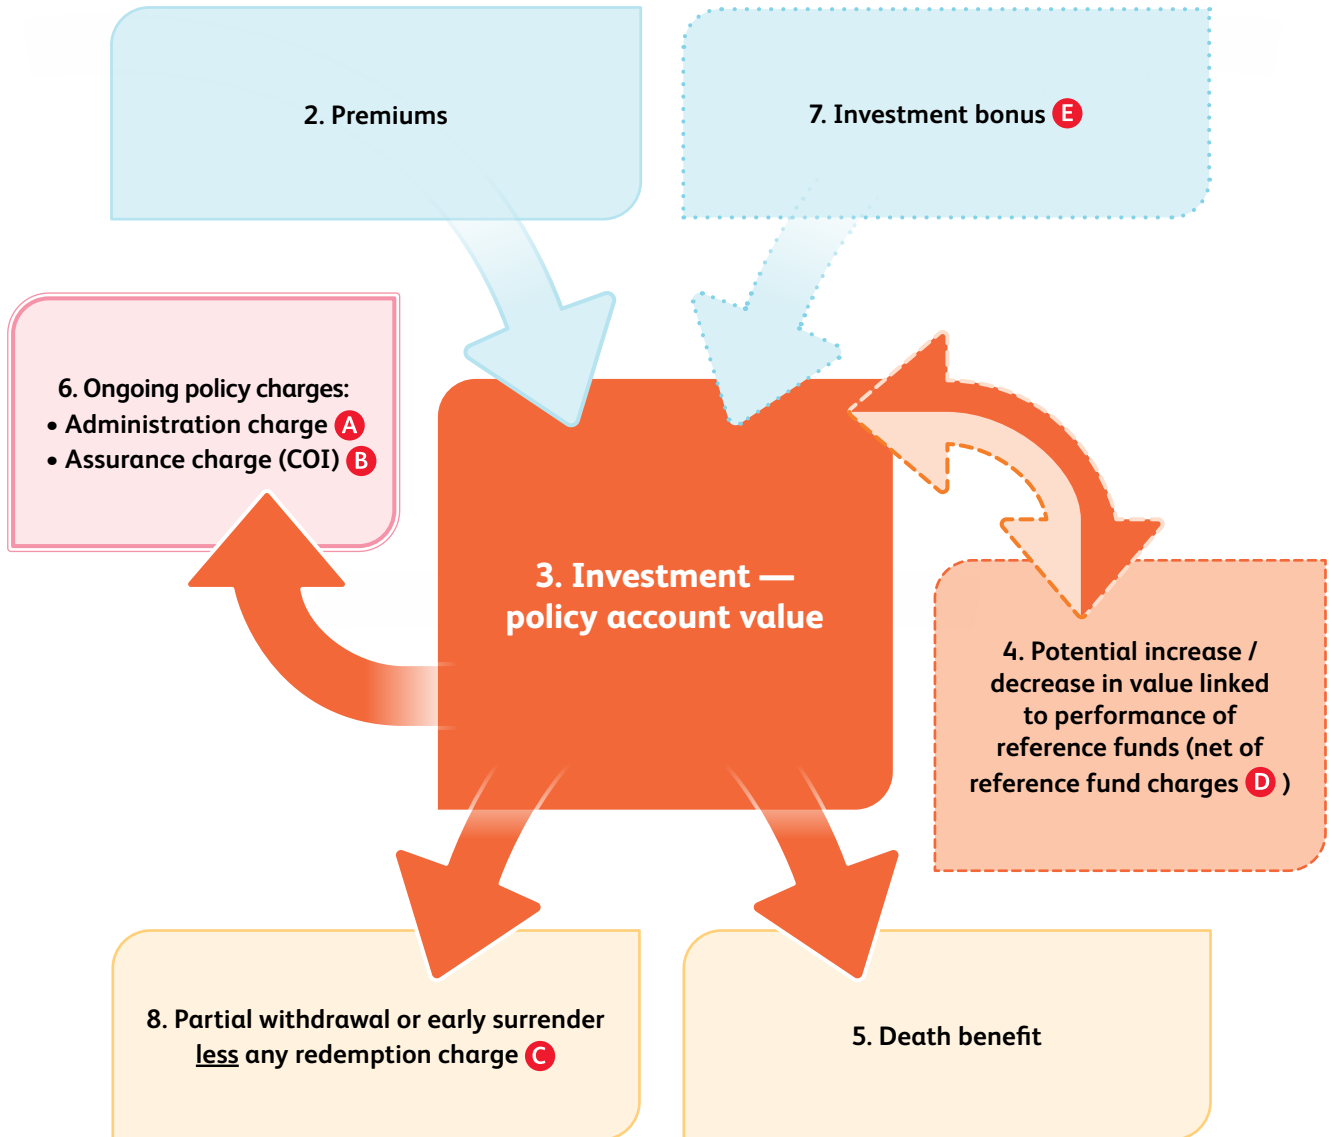 2. Premiums
7. Investment bonus E
6. Ongoing policy charges:
• Administration charge A
• Assurance charge (COI) B
3. Investment —
policy account value
4. Potential increase /
decrease in value linked
to performance of
reference funds (net of
reference fund charges D )
8. Partial withdrawal or early surrender
less any redemption charge C
5. Death benefit